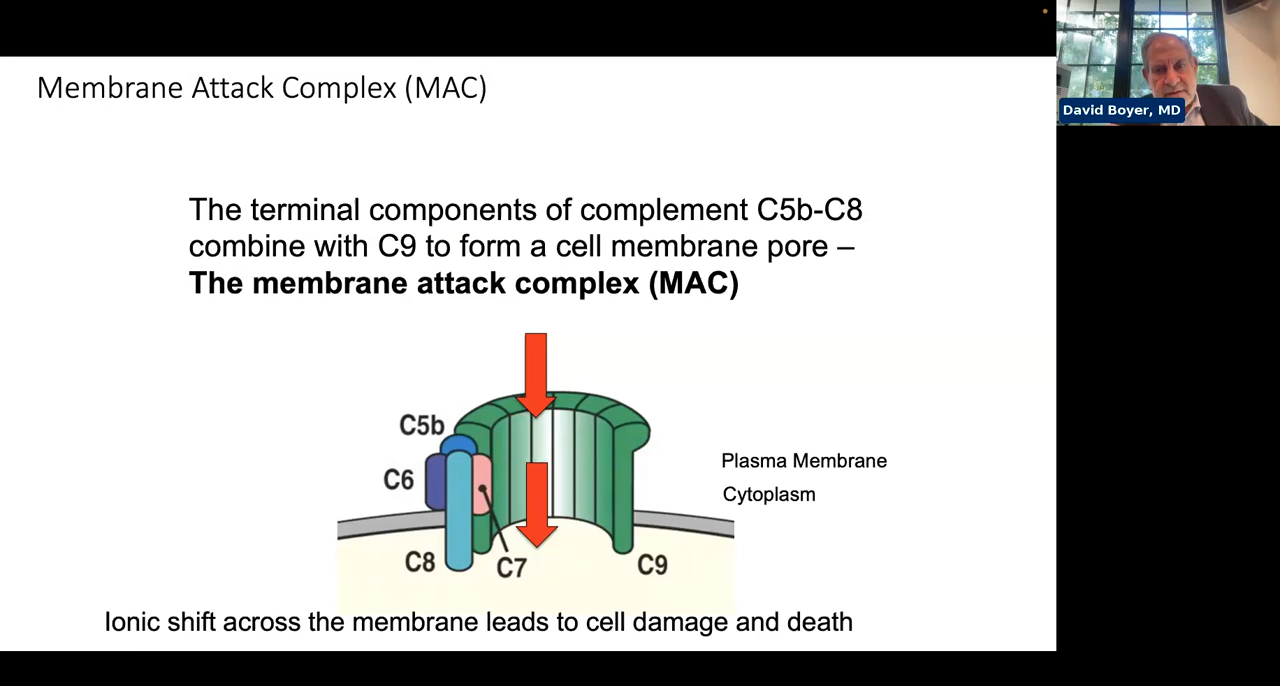 Membrane Attack Complex (MAC)
David Boyer, MD
The terminal components of complement C5b-C8
combine with C9 to form a cell membrane pore –
The membrane attack complex (MAC)
C5b
C6
Plasma Membrane
Cytoplasm
C8
C7
C9
Ionic shift across the membrane leads to cell damage and death